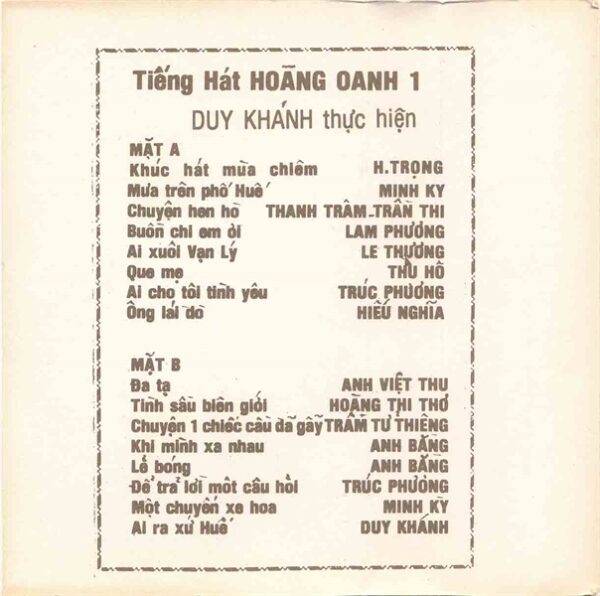 Tiếng Hát HOÀNG OANH 1
DUY KHÁNH thực hiện
MẶT A
Khúc hát mùa chiêm H.TRỌNG
Mưa trên phố Huế MINH KY
Chuyện hẹn hò THANH TRÂM-TRẦN THI
Buồn chi em ơi LAM PHƯƠNG
Ai xuôi Vạn Lý LÊ THƯƠNG
Que mẹ THU HÔ
Ai cho tôi tình yêu TRÚC PHƯƠNG
Ông lái đò HIẾU NGHĨA
MẶT B
Đa tạ ANH VIỆT THU
Tình sầu biên giới HOÀNG THI THƠ
Chuyện 1 chiếc cầu đã gẫy TRẦM TỬ THIÊNG
Khi mình xa nhau ANH BẰNG
Lẻ bóng ANH BẰNG
Để trả lời một câu hỏi TRÚC PHƯƠNG
Một chuyến xe hoa MINH KỲ
Ai ra xứ Huế DUY KHÁNH